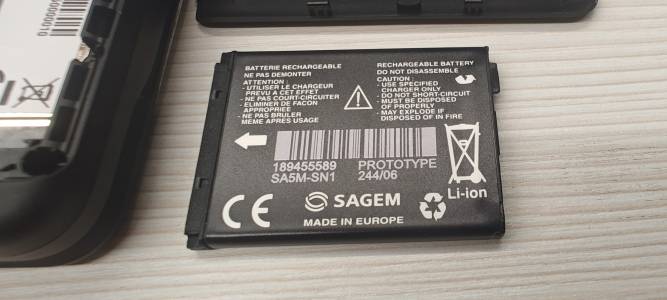 00000010
BATTERIE RECHARGEABLE
NE PAS DEMONTER
ATTENTION :
- UTILISER LE CHARGEUR
PREVU A CET EFFET
- NE PAS COURT-CIRCUITER
- ELIMINER DE FACON
APPROPRIEE
- NE PAS BRULER
MEME APRES USAGE
RECHARGEABLE BATTERY
DO NOT DISASSEMBLE
CAUTION :
- USE SPECIFIED
CHARGER ONLY
- DO NOT SHORT-CIRCUIT
- MUST BE DISPOSED
OF PROPERLY
- MAY EXPLODE IF
DISPOSED OF IN FIRE
189455589 PROTOTYPE
SA5M-SN1 244/06
Li-ion
CE SAGEM
MADE IN EUROPE